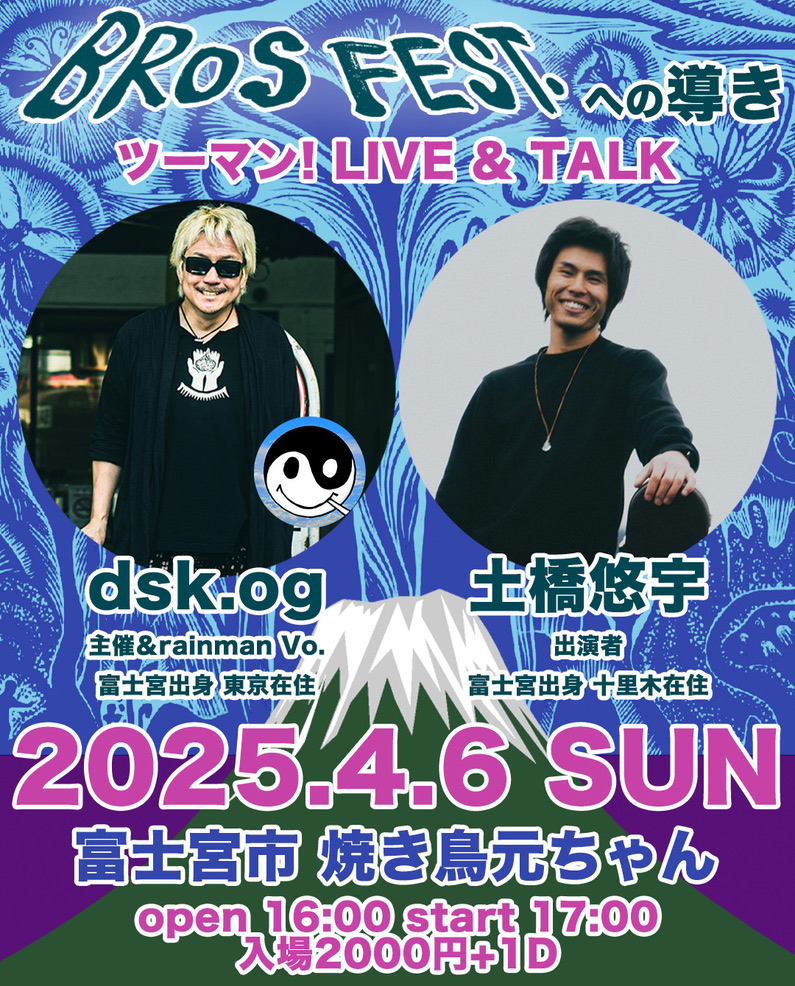 BROS FEST. への導き
ツーマン! LIVE & TALK
dsk.og
主催&rainman Vo.
富士宮出身 東京在住
土橋悠宇
出演者
富士宮出身 十里木在住
2025.4.6 SUN
富士宮市 焼き鳥元ちゃん
open 16:00 start 17:00
入場2000円+1D